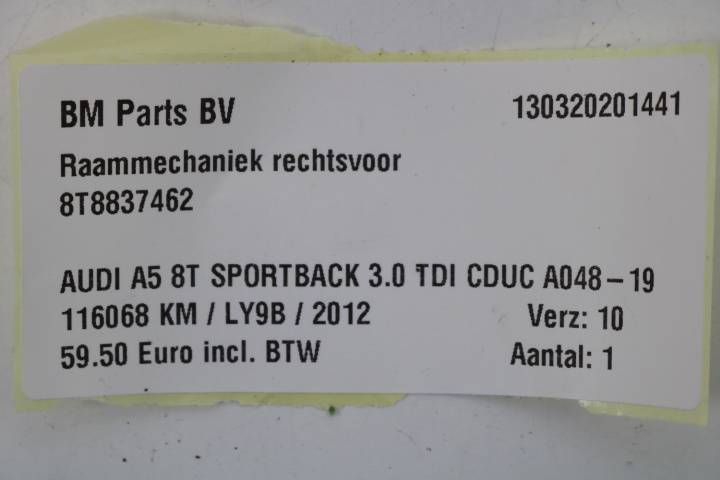 BM Parts BV 130320201441
Raammechaniek rechtsvoor
8T8837462
AUDI A5 8T SPORTBACK 3.0 TDI CDUC A048-19
116068 KM / LY9B / 2012 Verz: 10
59.50 Euro incl. BTW Aantal: 1